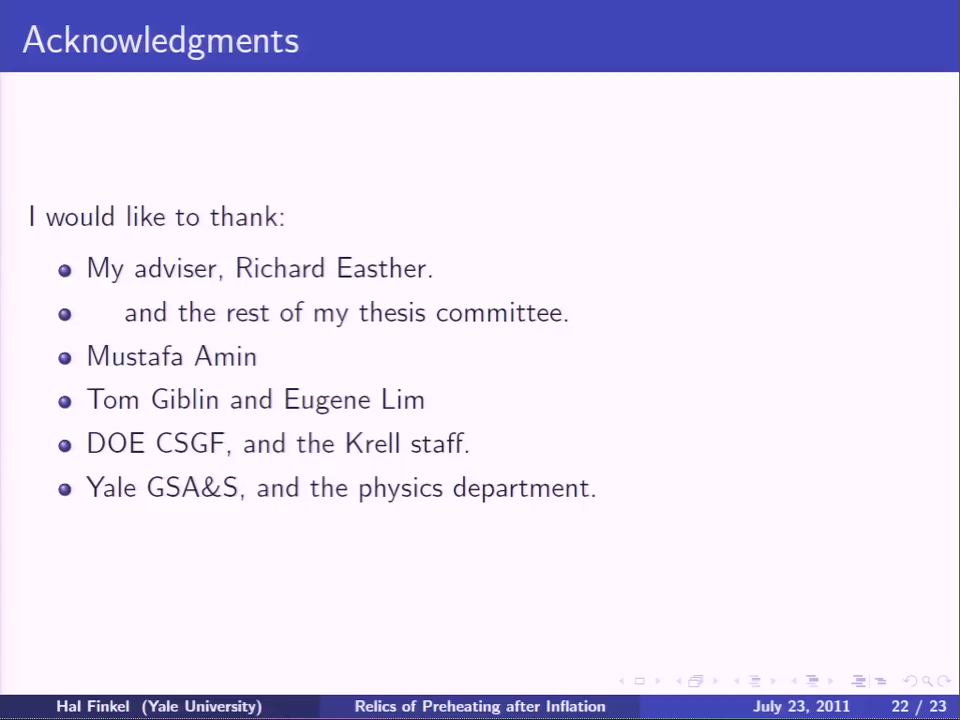 Acknowledgments
I would like to thank:
My adviser, Richard Easther.
and the rest of my thesis committee.
Mustafa Amin
Tom Giblin and Eugene Lim
DOE CSGF, and the Krell staff.
Yale GSA&S, and the physics department.
Hal Finkel (Yale University) Relics of Preheating after Inflation July 23, 2011 22 / 23